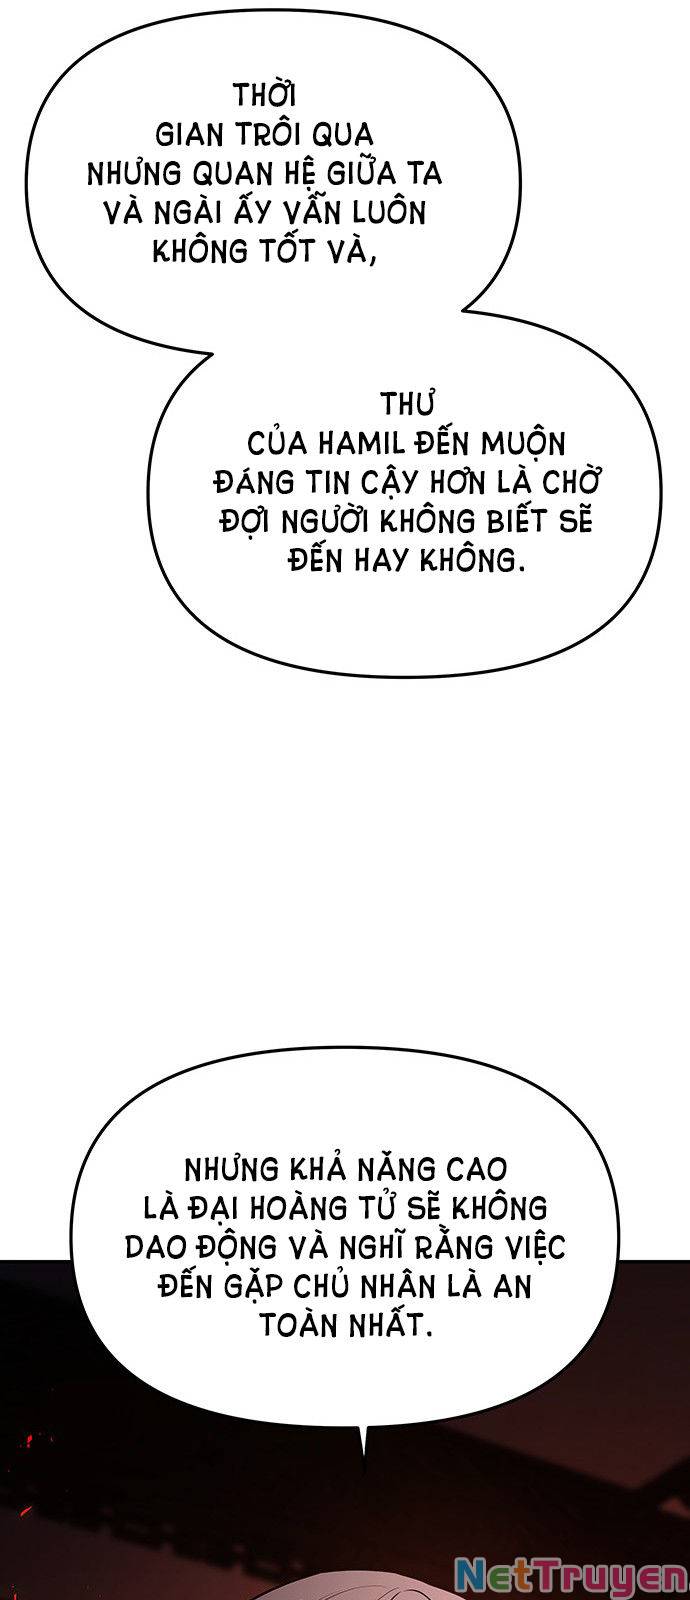 THỜI
GIAN TRÔI QUA
NHƯNG QUAN HỆ GIỮA TA
VÀ NGÀI ẤY VẪN LUÔN
KHÔNG TỐT VÀ,
THƯ
CỦA HAMIL ĐẾN MUỘN
ĐÁNG TIN CẬY HƠN LÀ CHỜ
ĐỢI NGƯỜI KHÔNG BIẾT SẼ
ĐẾN HAY KHÔNG.
NHƯNG KHẢ NĂNG CAO
LÀ ĐẠI HOÀNG TỬ SẼ KHÔNG
DAO ĐỘNG VÀ NGHĨ RẰNG VIỆC
ĐẾN GẶP CHỦ NHÂN LÀ AN
TOÀN NHẤT.
NetTruyen